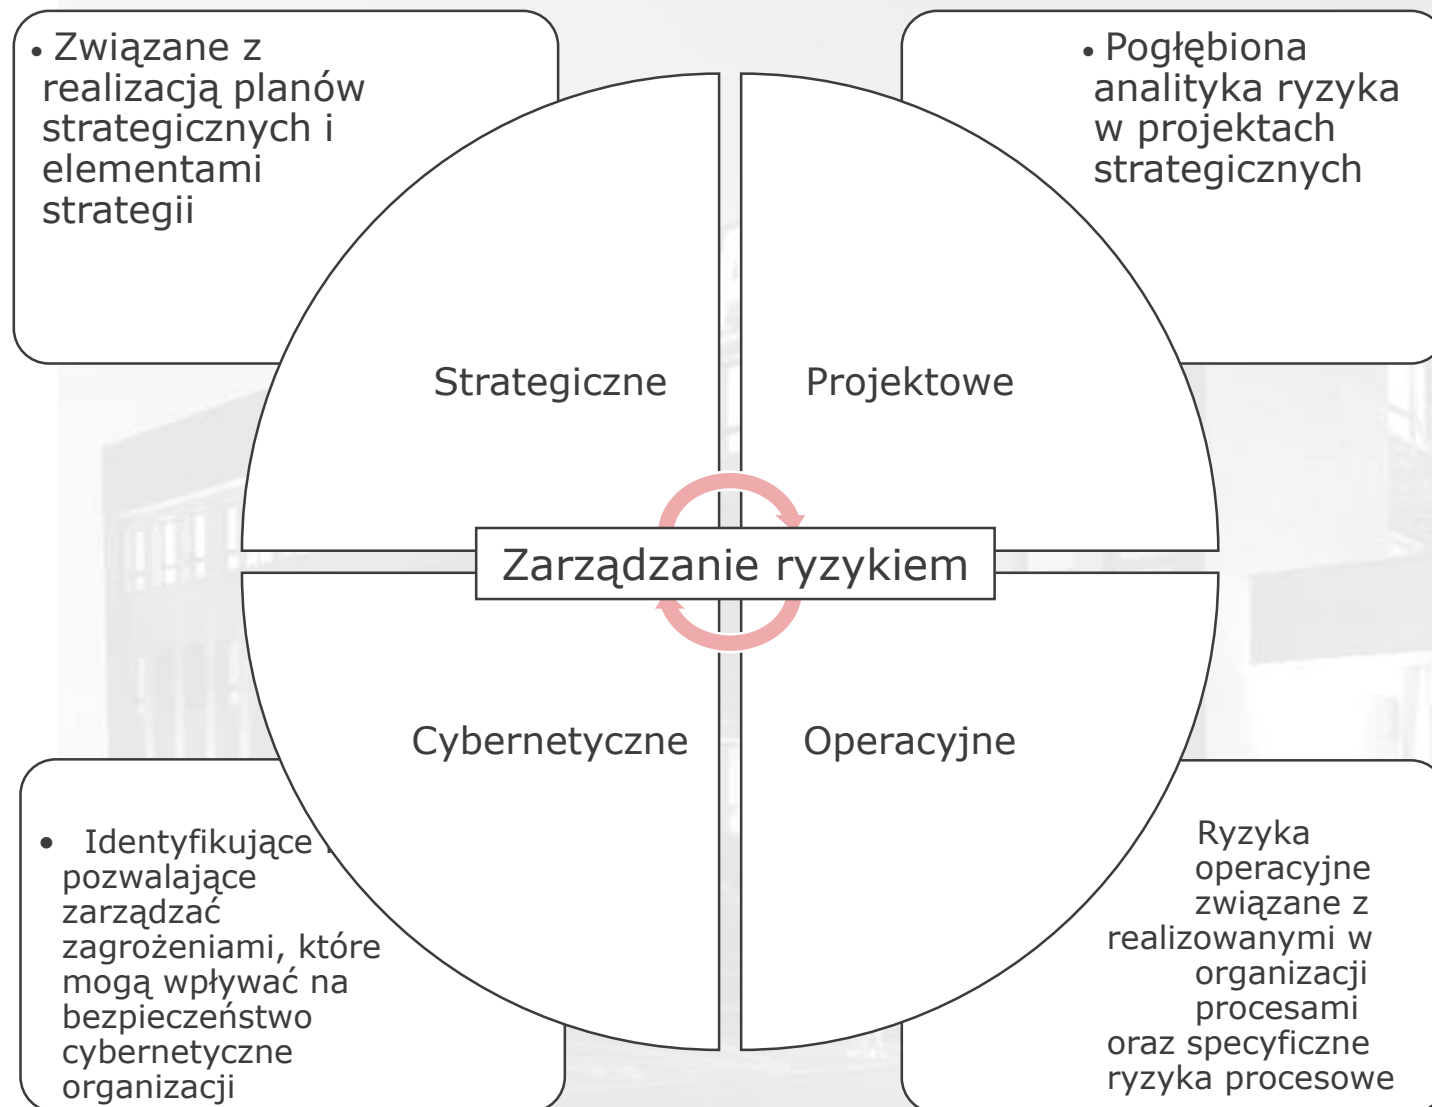 • Związane z
realizacją planów
strategicznych i
elementami
strategii
• Pogłębiona
analityka ryzyka
w projektach
strategicznych
Strategiczne
Projektowe
Zarządzanie ryzykiem
Cybernetyczne
Operacyjne
• Identyfikujące
pozwalające
zarządzać
zagrożeniami, które
mogą wpływać na
bezpieczeństwo
cybernetyczne
organizacji
Ryzyka
operacyjne
związane z
realizowanymi w
organizacji
procesami
oraz specyficzne
ryzyka procesowe